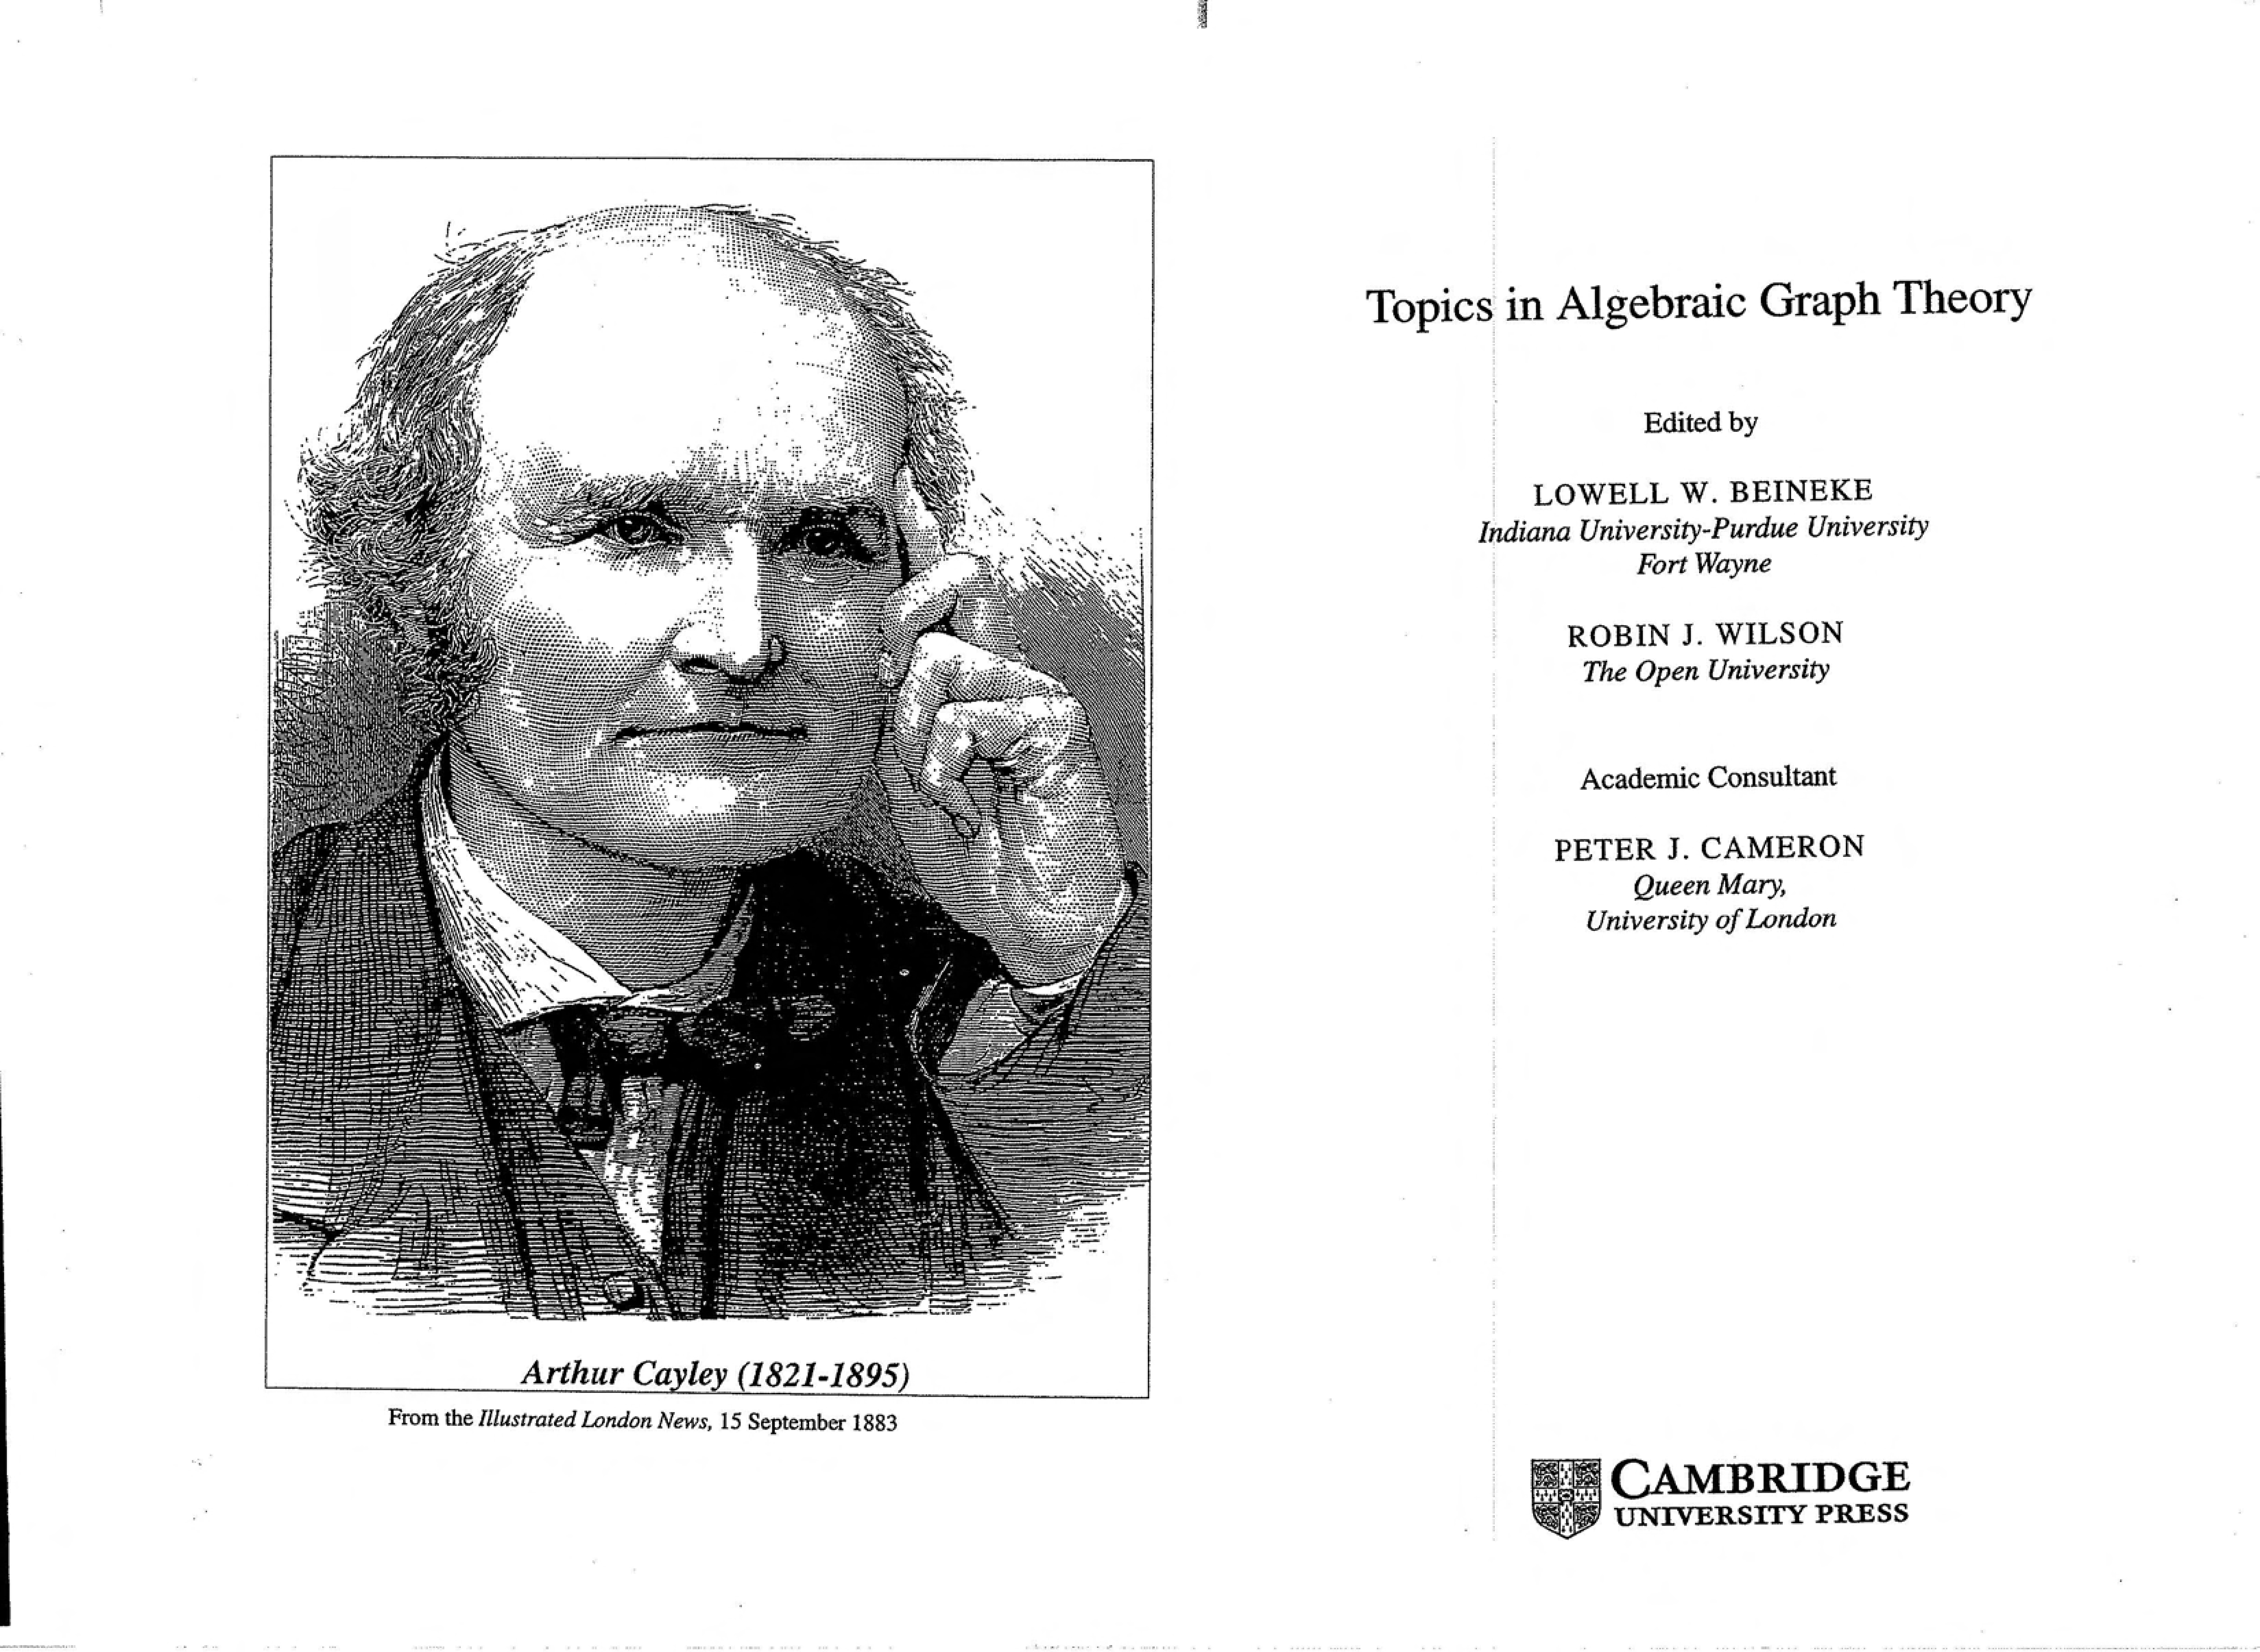 Arthur Cayley (1821-1895)
From the Illustrated London News, 15 September 1883
Topics in Algebraic Graph Theory
Edited by
LOWELL W. BEINEKE
Indiana University-Purdue University
Fort Wayne
ROBIN J. WILSON
The Open University
Academic Consultant
PETER J. CAMERON
Queen Mary,
University of London
CAMBRIDGE
UNIVERSITY PRESS